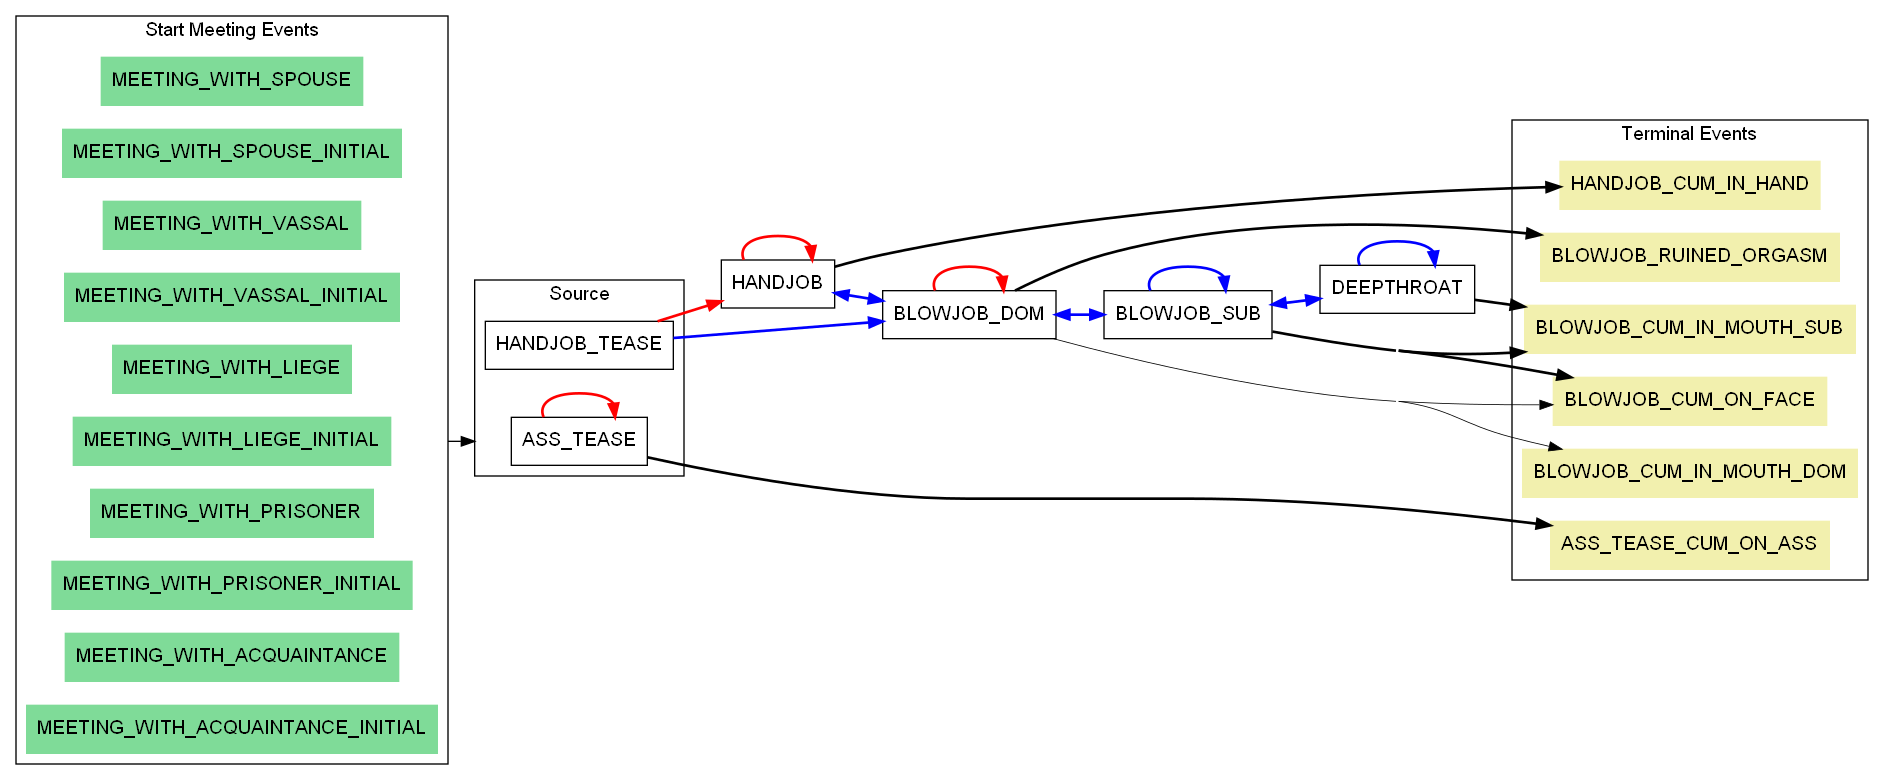 Start Meeting Events
MEETING_WITH_SPOUSE
MEETING_WITH_SPOUSE_INITIAL
MEETING_WITH_VASSAL
MEETING_WITH_VASSAL_INITIAL
MEETING_WITH_LIEGE
MEETING_WITH_LIEGE_INITIAL
MEETING_WITH_PRISONER
MEETING_WITH_PRISONER_INITIAL
MEETING_WITH_ACQUAINTANCE
MEETING_WITH_ACQUAINTANCE_INITIAL
Source
HANDJOB_TEASE
ASS_TEASE
HANDJOB
BLOWJOB_DOM
BLOWJOB_SUB
DEEPTHROAT
Terminal Events
HANDJOB_CUM_IN_HAND
BLOWJOB_RUINED_ORGASM
BLOWJOB_CUM_IN_MOUTH_SUB
BLOWJOB_CUM_ON_FACE
BLOWJOB_CUM_IN_MOUTH_DOM
ASS_TEASE_CUM_ON_ASS